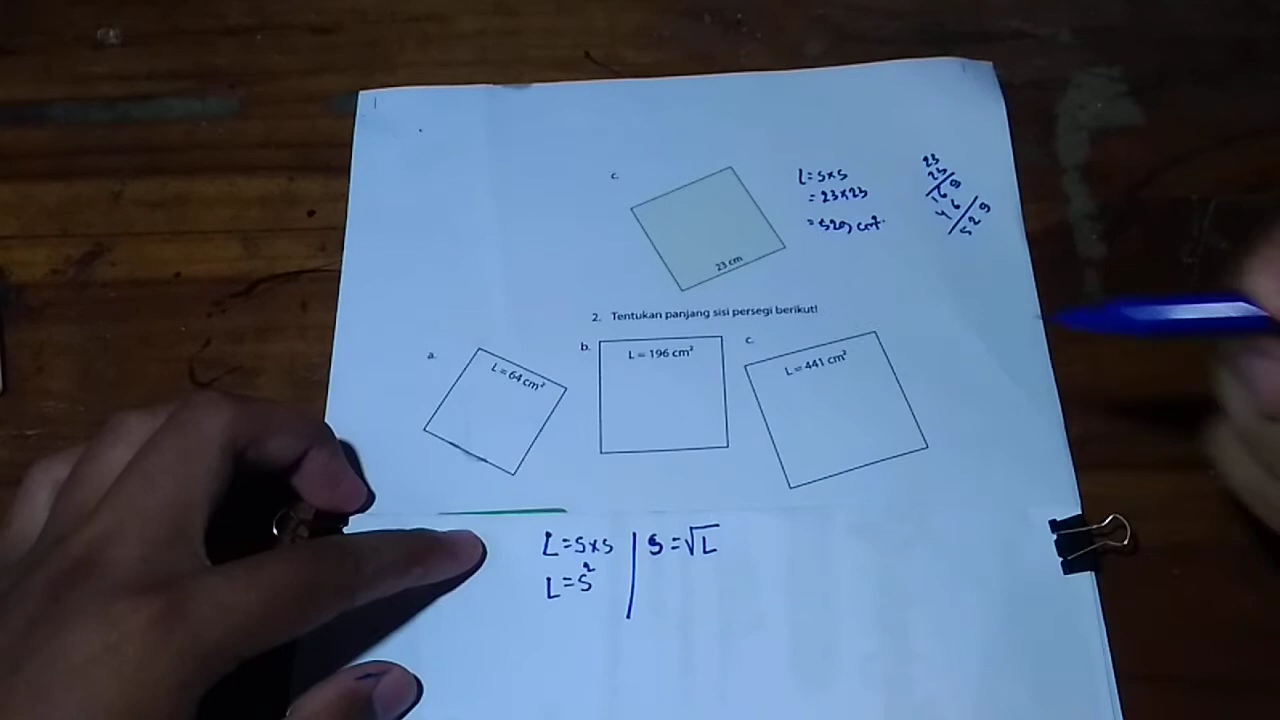 c.
23 cm
L = s×s
= 23×23
= 529 cm².
23
23
169
46
529
2. Tentukan panjang sisi persegi berikut!
a.
L = 64 cm²
b.
L = 196 cm²
c.
L = 441 cm²
L = s×s
L = s²
s = √L